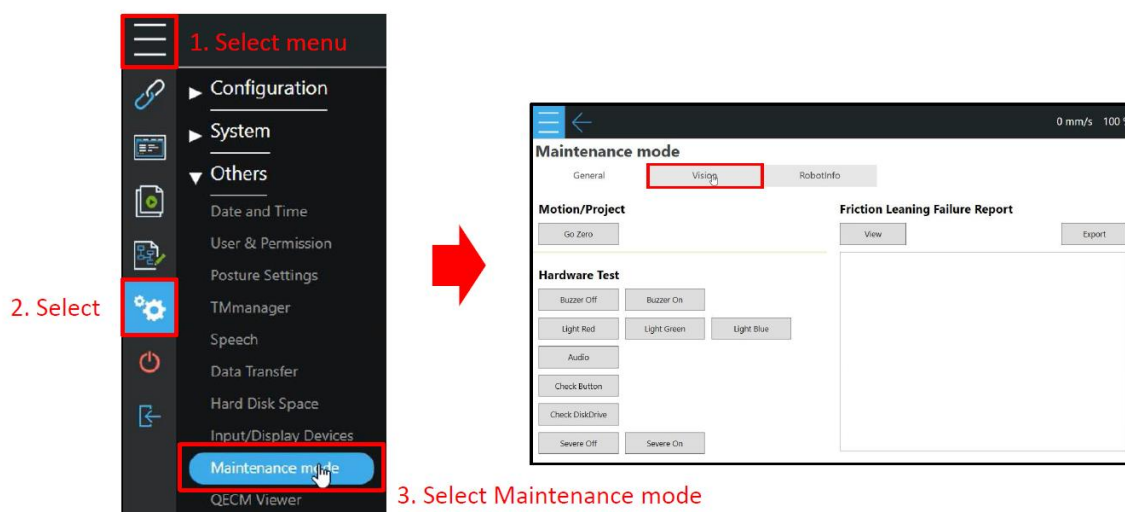 1. Select menu
Configuration
System
Others
Date and Time
User & Permission
Posture Settings
TMmanager
Speech
Data Transfer
Hard Disk Space
Input/Display Devices
Maintenance mode
QECM Viewer
2. Select
3. Select Maintenance mode
0 mm/s 100 %
Maintenance mode
General Vision RobotInfo
Motion/Project
Go Zero
Hardware Test
Buzzer Off Buzzer On
Light Red Light Green Light Blue
Audio
Check Button
Check DiskDrive
Severe Off Severe On
Friction Leaning Failure Report
View Export